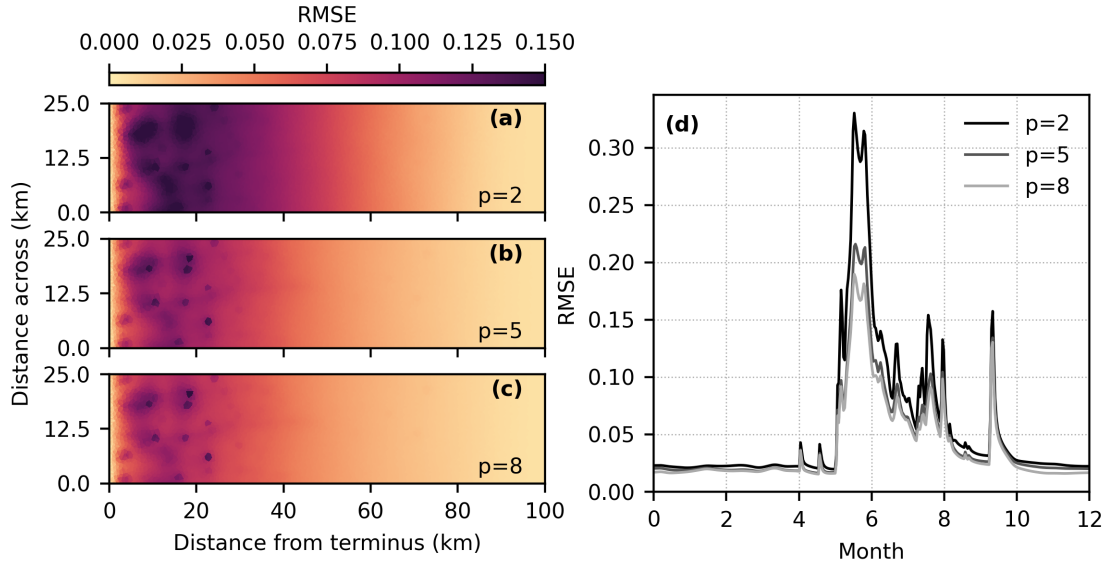 RMSE
0.000 0.025 0.050 0.075 0.100 0.125 0.150
Distance across (km)
25.0
12.5
0.0
(a)
p=2
25.0
12.5
0.0
(b)
p=5
25.0
12.5
0.0
(c)
p=8
0 20 40 60 80 100
Distance from terminus (km)
RMSE
0.30
0.25
0.20
0.15
0.10
0.05
0.00
(d)
p=2
p=5
p=8
0 2 4 6 8 10 12
Month